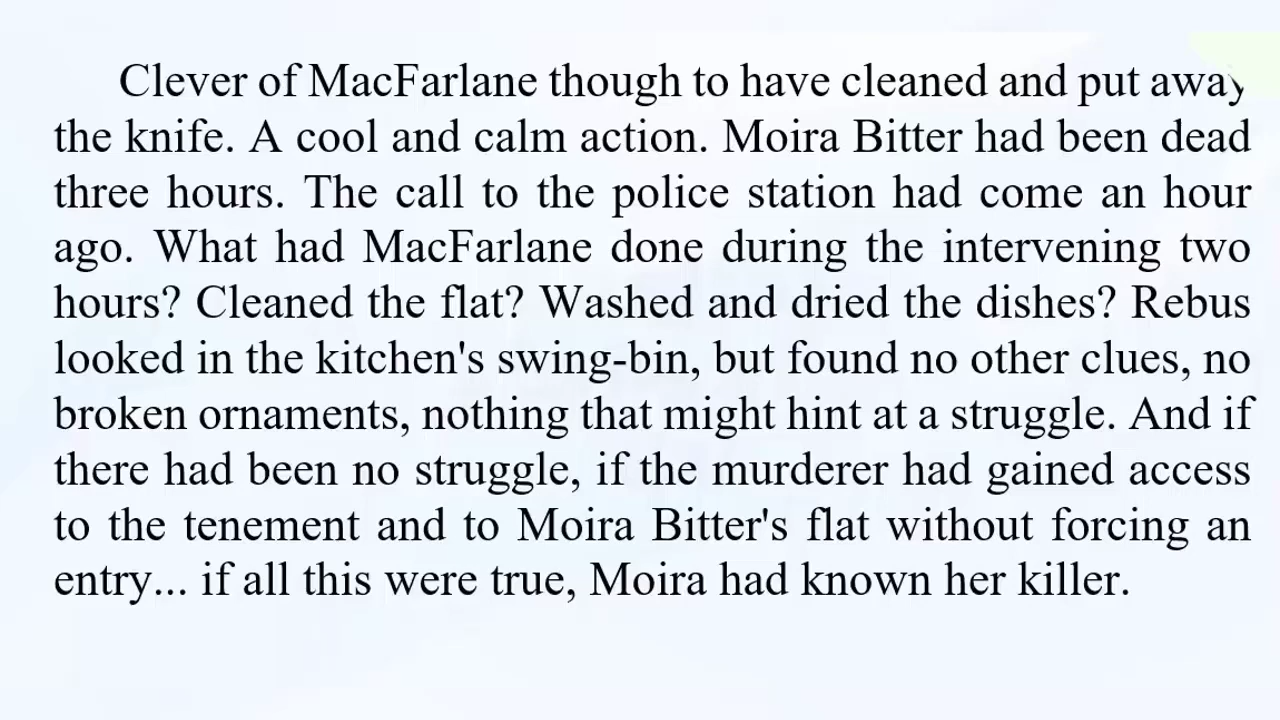 Clever of MacFarlane though to have cleaned and put away
the knife. A cool and calm action. Moira Bitter had been dead
three hours. The call to the police station had come an hour
ago. What had MacFarlane done during the intervening two
hours? Cleaned the flat? Washed and dried the dishes? Rebus
looked in the kitchen's swing-bin, but found no other clues, no
broken ornaments, nothing that might hint at a struggle. And if
there had been no struggle, if the murderer had gained access
to the tenement and to Moira Bitter's flat without forcing an
entry... if all this were true, Moira had known her killer.